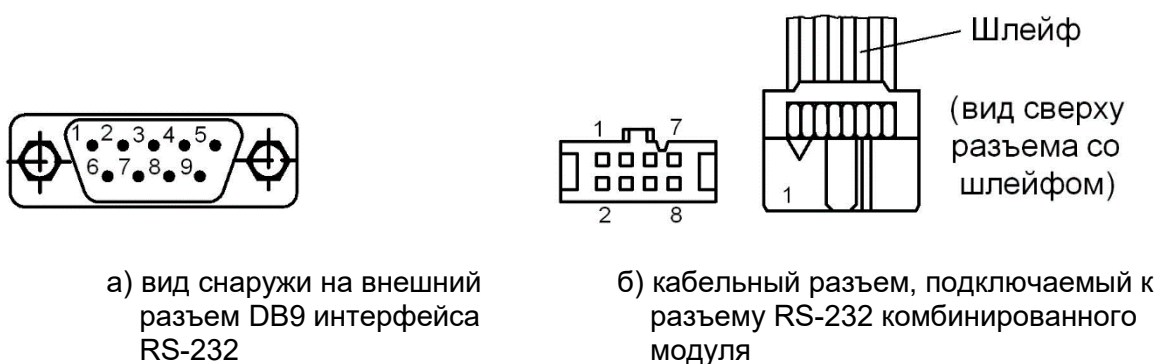 Шлейф
(вид сверху
разъема со
шлейфом)
1 2 3 4 5
6 7 8 9
1 7
2 8
1
а) вид снаружи на внешний
разъем DB9 интерфейса
RS-232
б) кабельный разъем, подключаемый к
разъему RS-232 комбинированного
модуля